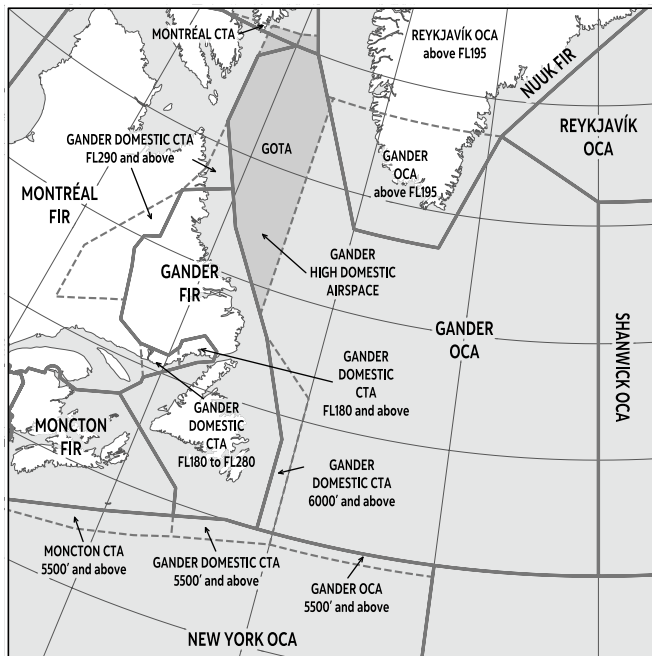 MONTRÉAL CTA
REYKJAVÍK OCA
above FL195
NUUK FIR
REYKJAVÍK
OCA
GANDER DOMESTIC CTA
FL290 and above
GOTA
GANDER
OCA
above FL195
MONTRÉAL
FIR
GANDER
HIGH DOMESTIC
AIRSPACE
GANDER
FIR
GANDER
OCA
SHANWICK OCA
GANDER
DOMESTIC
CTA
FL180 and above
GANDER
DOMESTIC
CTA
FL180 to FL280
MONCTON
FIR
GANDER
DOMESTIC CTA
6000' and above
MONCTON CTA
5500' and above
GANDER DOMESTIC CTA
5500' and above
GANDER OCA
5500' and above
NEW YORK OCA